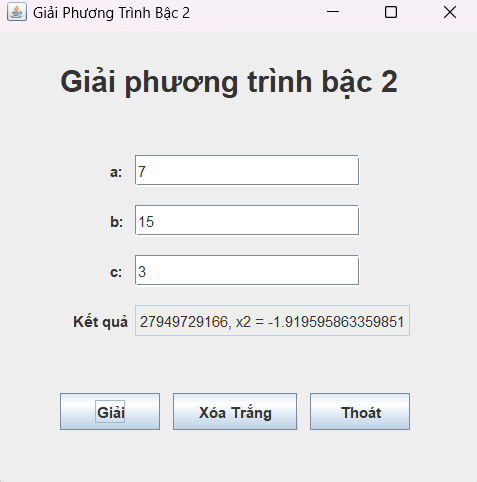 Giải Phương Trình Bậc 2
Giải phương trình bậc 2
a: 7
b: 15
c: 3
Kết quả 27949729166, x2 = -1.919595863359851
Giải Xóa Trắng Thoát